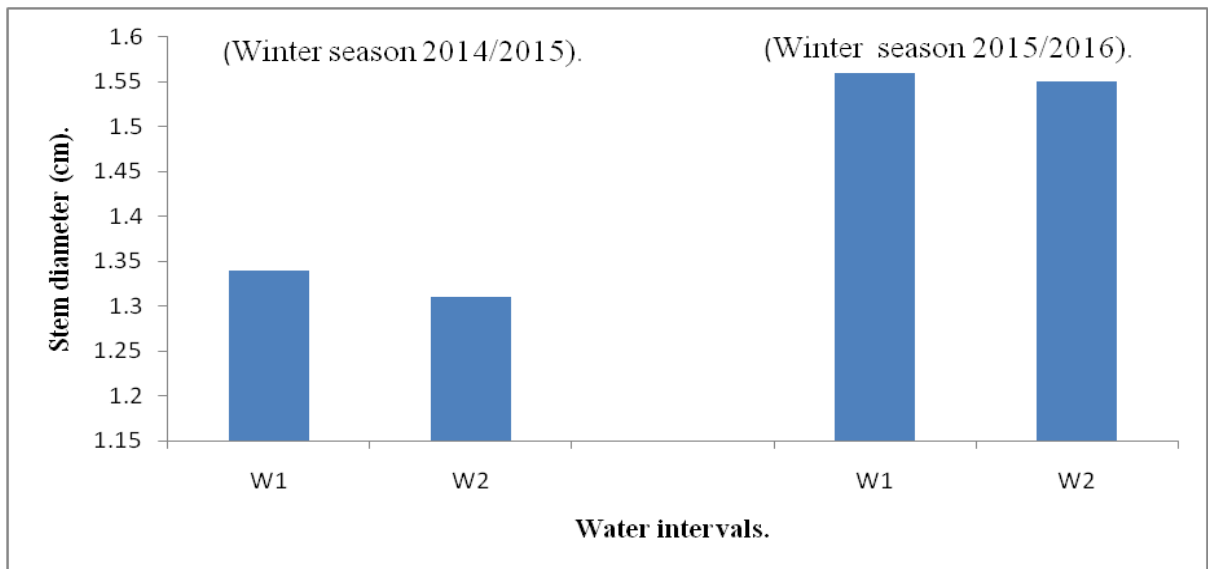 (Winter season 2014/2015).
(Winter season 2015/2016).
1.6
1.55
1.5
1.45
1.4
1.35
1.3
1.25
1.2
1.15
Stem diameter (cm).
W1
W2
W1
W2
Water intervals.